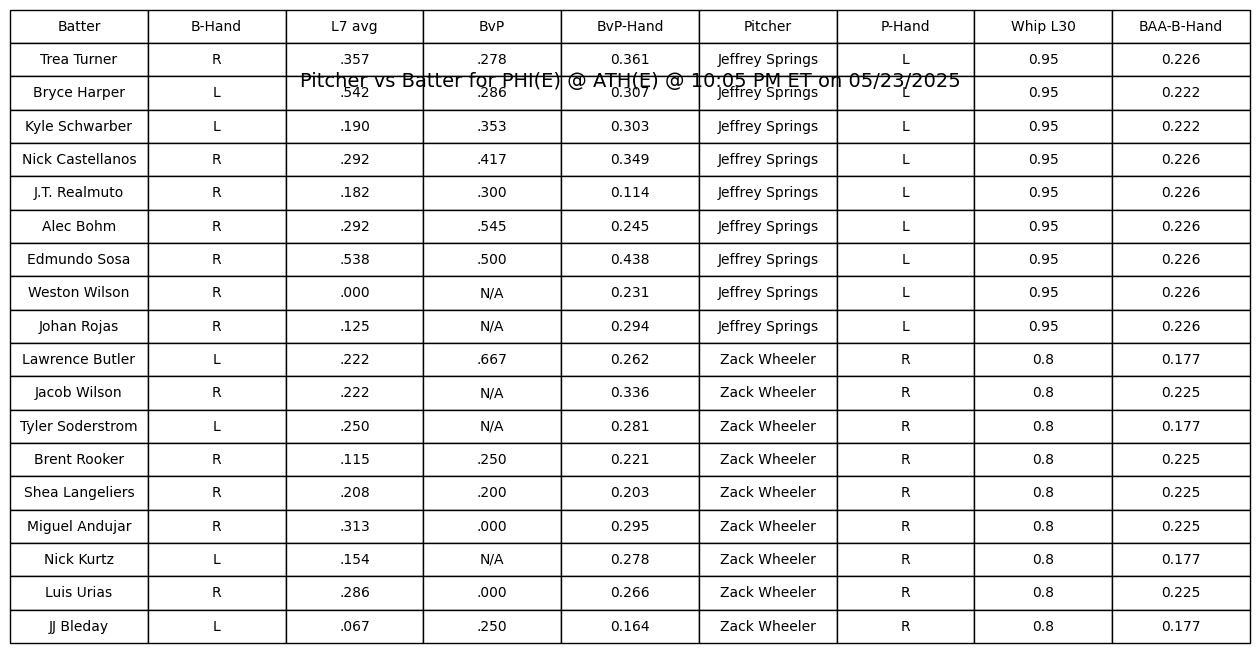 Batter B-Hand L7 avg BvP BvP-Hand Pitcher P-Hand Whip L30 BAA-B-Hand
Trea Turner R .357 .278 0.361 Jeffrey Springs L 0.95 0.226
Pitcher vs Batter for PHI(E) @ ATH(E) @ 10:05 PM ET on 05/23/2025
Bryce Harper L .542 .286 0.307 Jeffrey Springs L 0.95 0.222
Kyle Schwarber L .190 .353 0.303 Jeffrey Springs L 0.95 0.222
Nick Castellanos R .292 .417 0.349 Jeffrey Springs L 0.95 0.226
J.T. Realmuto R .182 .300 0.114 Jeffrey Springs L 0.95 0.226
Alec Bohm R .292 .545 0.245 Jeffrey Springs L 0.95 0.226
Edmundo Sosa R .538 .500 0.438 Jeffrey Springs L 0.95 0.226
Weston Wilson R .000 N/A 0.231 Jeffrey Springs L 0.95 0.226
Johan Rojas R .125 N/A 0.294 Jeffrey Springs L 0.95 0.226
Lawrence Butler L .222 .667 0.262 Zack Wheeler R 0.8 0.177
Jacob Wilson R .222 N/A 0.336 Zack Wheeler R 0.8 0.225
Tyler Soderstrom L .250 N/A 0.281 Zack Wheeler R 0.8 0.177
Brent Rooker R .115 .250 0.221 Zack Wheeler R 0.8 0.225
Shea Langeliers R .208 .200 0.203 Zack Wheeler R 0.8 0.225
Miguel Andujar R .313 .000 0.295 Zack Wheeler R 0.8 0.225
Nick Kurtz L .154 N/A 0.278 Zack Wheeler R 0.8 0.177
Luis Urias R .286 .000 0.266 Zack Wheeler R 0.8 0.225
JJ Bleday L .067 .250 0.164 Zack Wheeler R 0.8 0.177